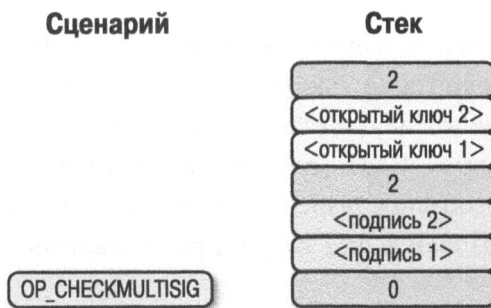 Сценарий Стек
2
<открытый ключ 2>
<открытый ключ 1>
2
<подпись 2>
<подпись 1>
OP_CHECKMULTISIG 0